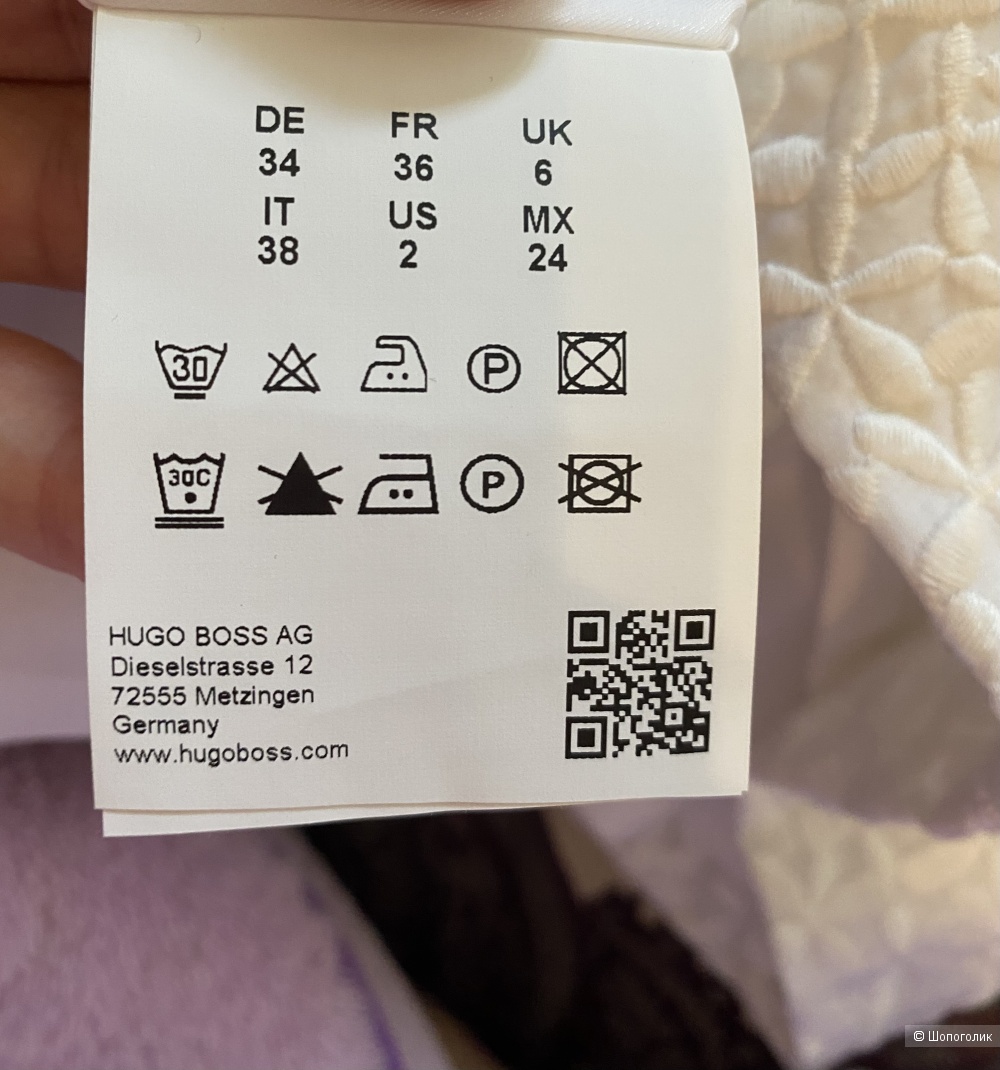 DE FR UK
34 36 6
IT US MX
38 2 24
30 P
30C P
HUGO BOSS AG
Dieselstrasse 12
72555 Metzingen
Germany
www.hugoboss.com
© Шопоголик